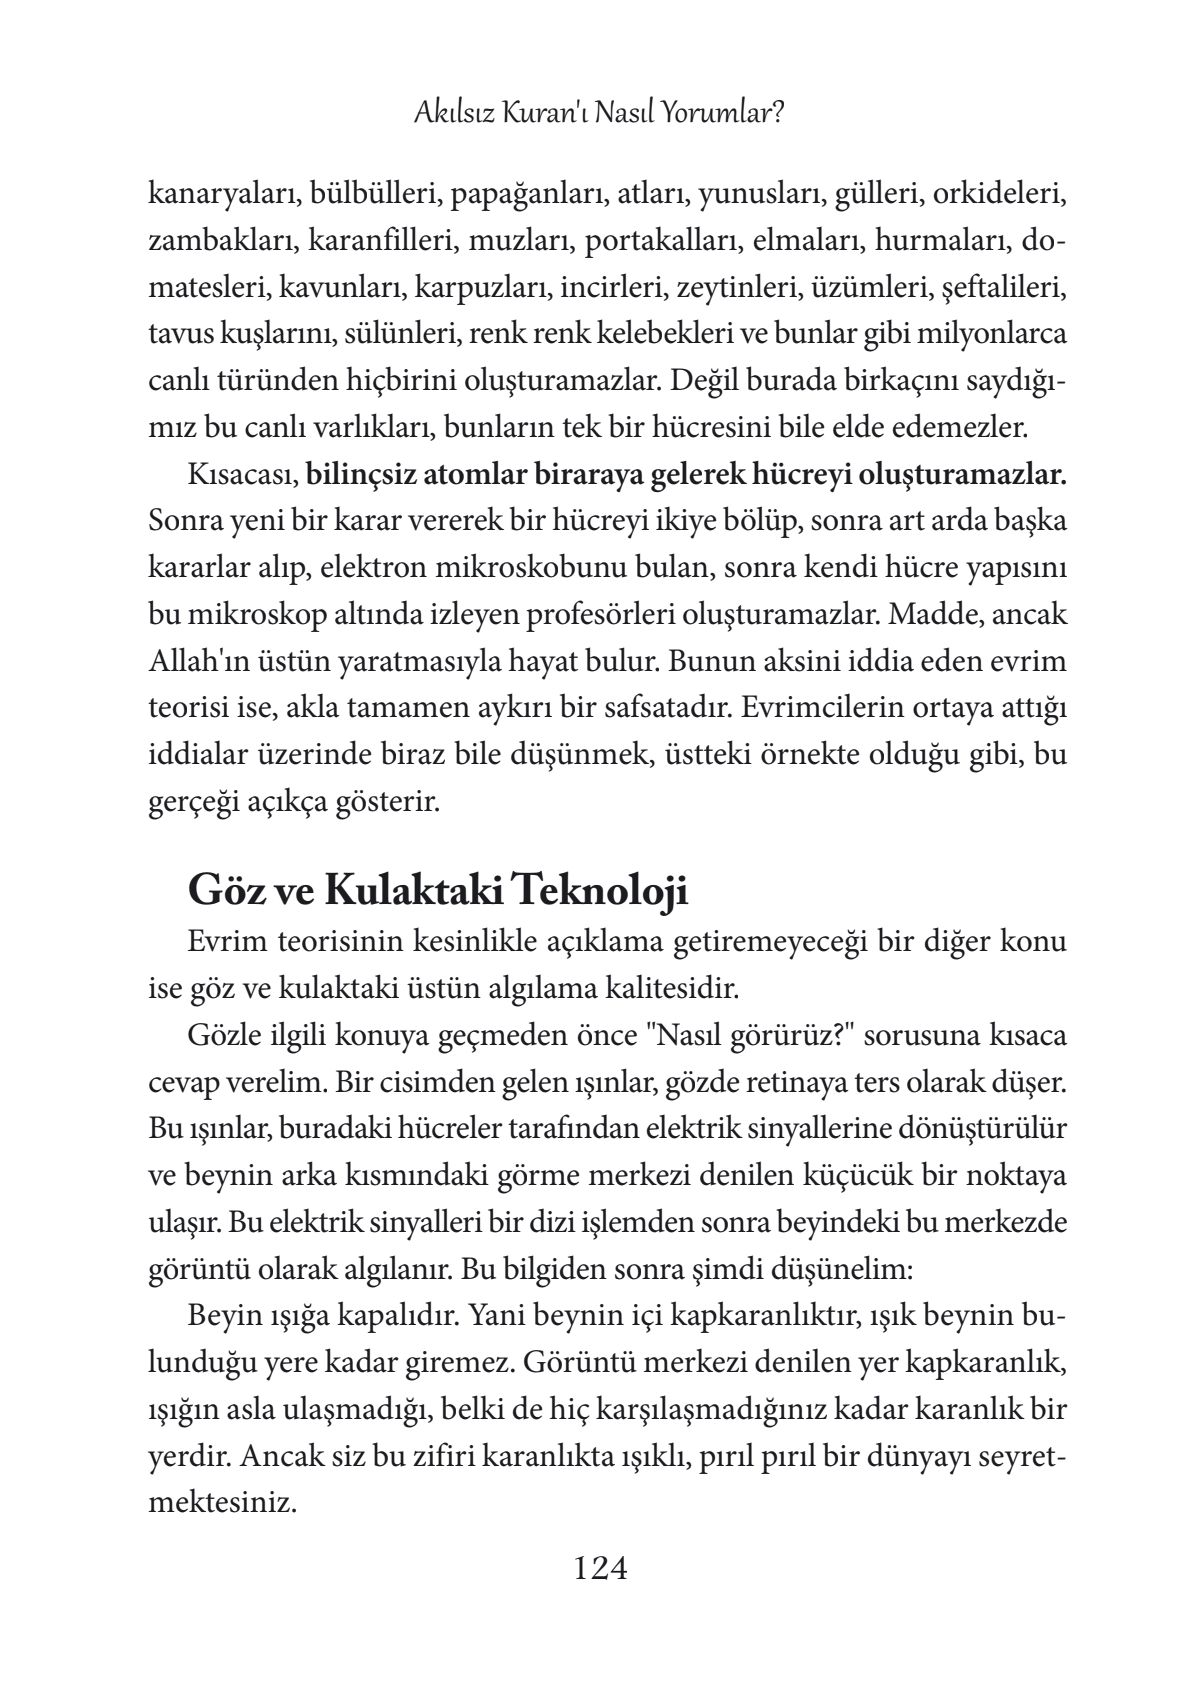 Akılsız Kuran'ı Nasıl Yorumlar?
kanaryaları, bülbülleri, papağanları, atları, yunusları, gülleri, orkideleri,
zambakları, karanfilleri, muzları, portakalları, elmaları, hurmaları, do-
matesleri, kavunları, karpuzları, incirleri, zeytinleri, üzümleri, şeftalileri,
tavus kuşlarını, sülünleri, renk renk kelebekleri ve bunlar gibi milyonlarca
canlı türünden hiçbirini oluşturamazlar. Değil burada birkaçını saydığı-
mız bu canlı varlıkları, bunların tek bir hücresini bile elde edemezler.
Kısacası, bilinçsiz atomlar biraraya gelerek hücreyi oluşturamazlar.
Sonra yeni bir karar vererek bir hücreyi ikiye bölüp, sonra art arda başka
kararlar alıp, elektron mikroskobunu bulan, sonra kendi hücre yapısını
bu mikroskop altında izleyen profesörleri oluşturamazlar. Madde, ancak
Allah'ın üstün yaratmasıyla hayat bulur. Bunun aksini iddia eden evrim
teorisi ise, akla tamamen aykırı bir safsatadır. Evrimcilerin ortaya attığı
iddialar üzerinde biraz bile düşünmek, üstteki örnekte olduğu gibi, bu
gerçeği açıkça gösterir.
Göz ve Kulaktaki Teknoloji
Evrim teorisinin kesinlikle açıklama getiremeyeceği bir diğer konu
ise göz ve kulaktaki üstün algılama kalitesidir.
Gözle ilgili konuya geçmeden önce "Nasıl görürüz?" sorusuna kısaca
cevap verelim. Bir cisimden gelen ışınlar, gözde retinaya ters olarak düşer.
Bu ışınlar, buradaki hücreler tarafından elektrik sinyallerine dönüştürülür
ve beynin arka kısmındaki görme merkezi denilen küçücük bir noktaya
ulaşır. Bu elektrik sinyalleri bir dizi işlemden sonra beyindeki bu merkezde
görüntü olarak algılanır. Bu bilgiden sonra şimdi düşünelim:
Beyin ışığa kapalıdır. Yani beynin içi kapkaranlıktır, ışık beynin bu-
lunduğu yere kadar giremez. Görüntü merkezi denilen yer kapkaranlık,
ışığın asla ulaşmadığı, belki de hiç karşılaşmadığınız kadar karanlık bir
yerdir. Ancak siz bu zifiri karanlıkta ışıklı, pırıl pırıl bir dünyayı seyret-
mektesiniz.
124